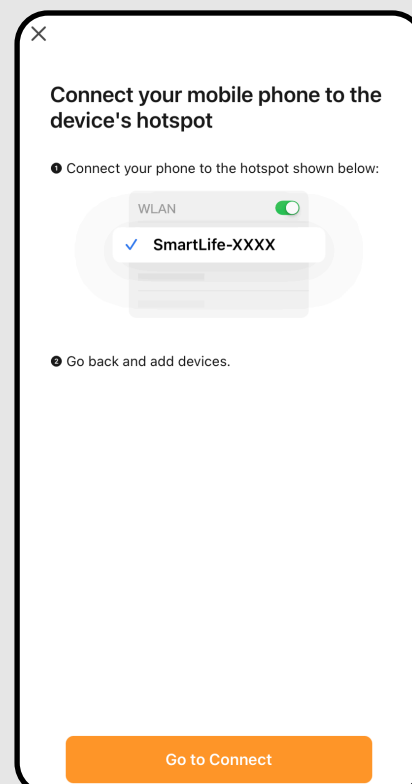 Connect your mobile phone to the
device's hotspot
❶ Connect your phone to the hotspot shown below:
WLAN
✓ SmartLife-XXXX
❷ Go back and add devices.
Go to Connect